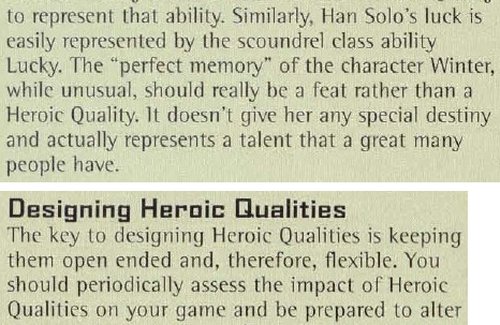 to represent that ability. Similarly, Han Solo's luck is
easily represented by the scoundrel class ability
Lucky. The "perfect memory" of the character Winter,
while unusual, should really be a feat rather than a
Heroic Quality. It doesn't give her any special destiny
and actually represents a talent that a great many
people have.
Designing Heroic Qualities
The key to designing Heroic Qualities is keeping
them open ended and, therefore, flexible. You
should periodically assess the impact of Heroic
Qualities on your game and be prepared to alter